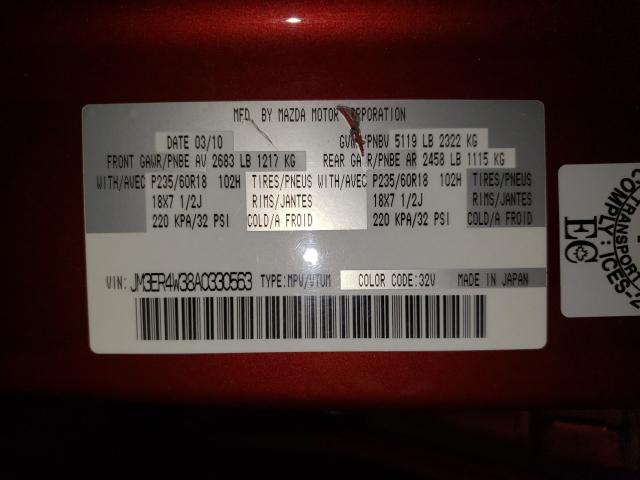 MFD. BY MAZDA MOTOR CORPORATION
DATE 03/10 GVWR/PNBV 5119 LB 2322 KG
FRONT GAWR/PNBE AV 2683 LB 1217 KG REAR GAWR/PNBE AR 2458 LB 1115 KG
WITH/AVEC P235/60R18 102H TIRES/PNEUS WITH/AVEC P235/60R18 102H TIRES/PNEUS
18X7 1/2J RIMS/JANTES 18X7 1/2J RIMS/JANTES
220 KPA/32 PSI COLD/A FROID 220 KPA/32 PSI COLD/A FROID
VIN: JM3ER4W38A0330563 TYPE:MPV/VTUM COLOR CODE:32V MADE IN JAPAN
TRANSPOR
COMPLY: ICES
EC